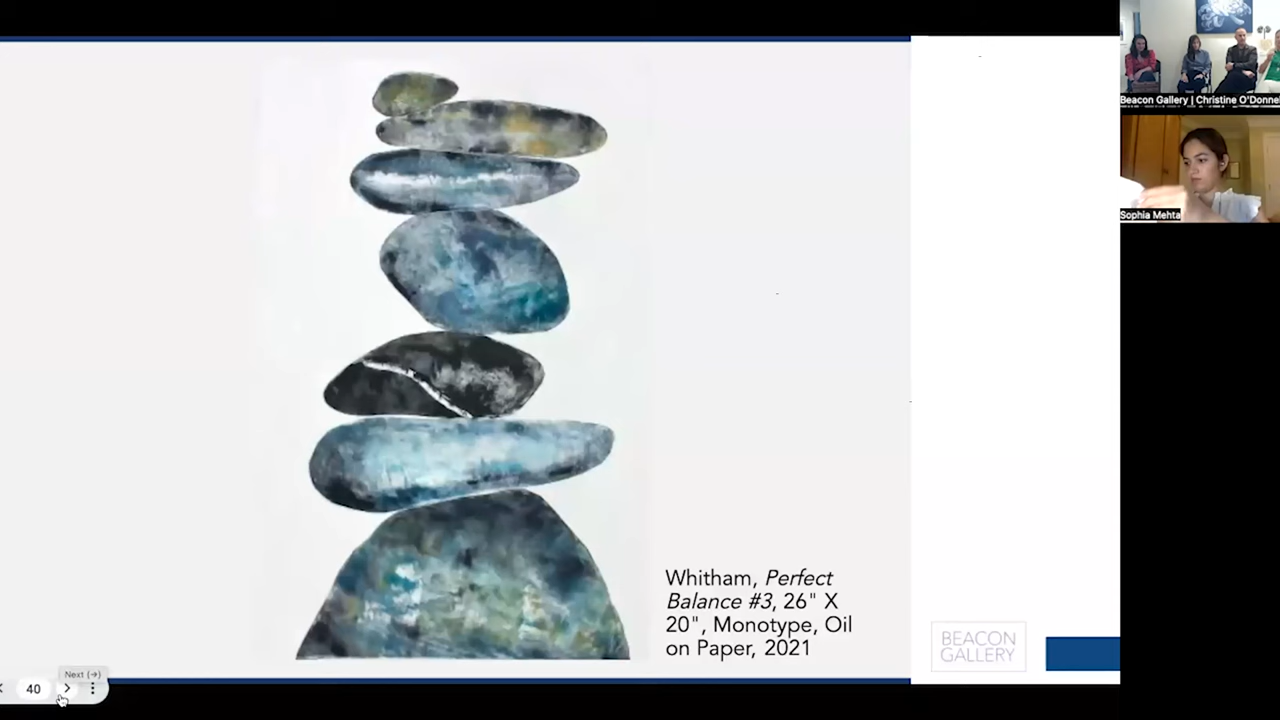 Beacon Gallery | Christine O'Donne
Sophia Mehta
Whitham, Perfect
Balance #3, 26" X
20", Monotype, Oil
on Paper, 2021
BEACON
GALLERY
Next (→)
40